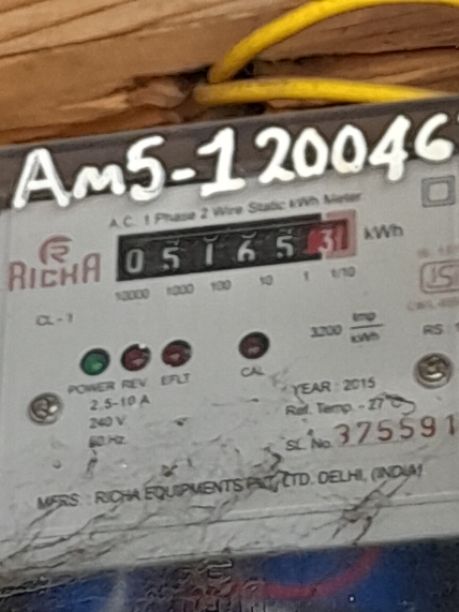 AM5-120046
A.C. 1 Phase 2 Wire Static kWh Meter
RICHA
0 5 1 6 5 3 kWh
10000 1000 100 10 1 1/10
CL - 1
3200 imp/kWh
RS
POWER REV. EFLT CAL
2.5-10 A
240 V
50 Hz.
YEAR : 2015
Ref. Temp. - 27°C
SL. No. 375591
MFRS. : RICHA EQUIPMENTS PVT. LTD. DELHI, (INDIA)